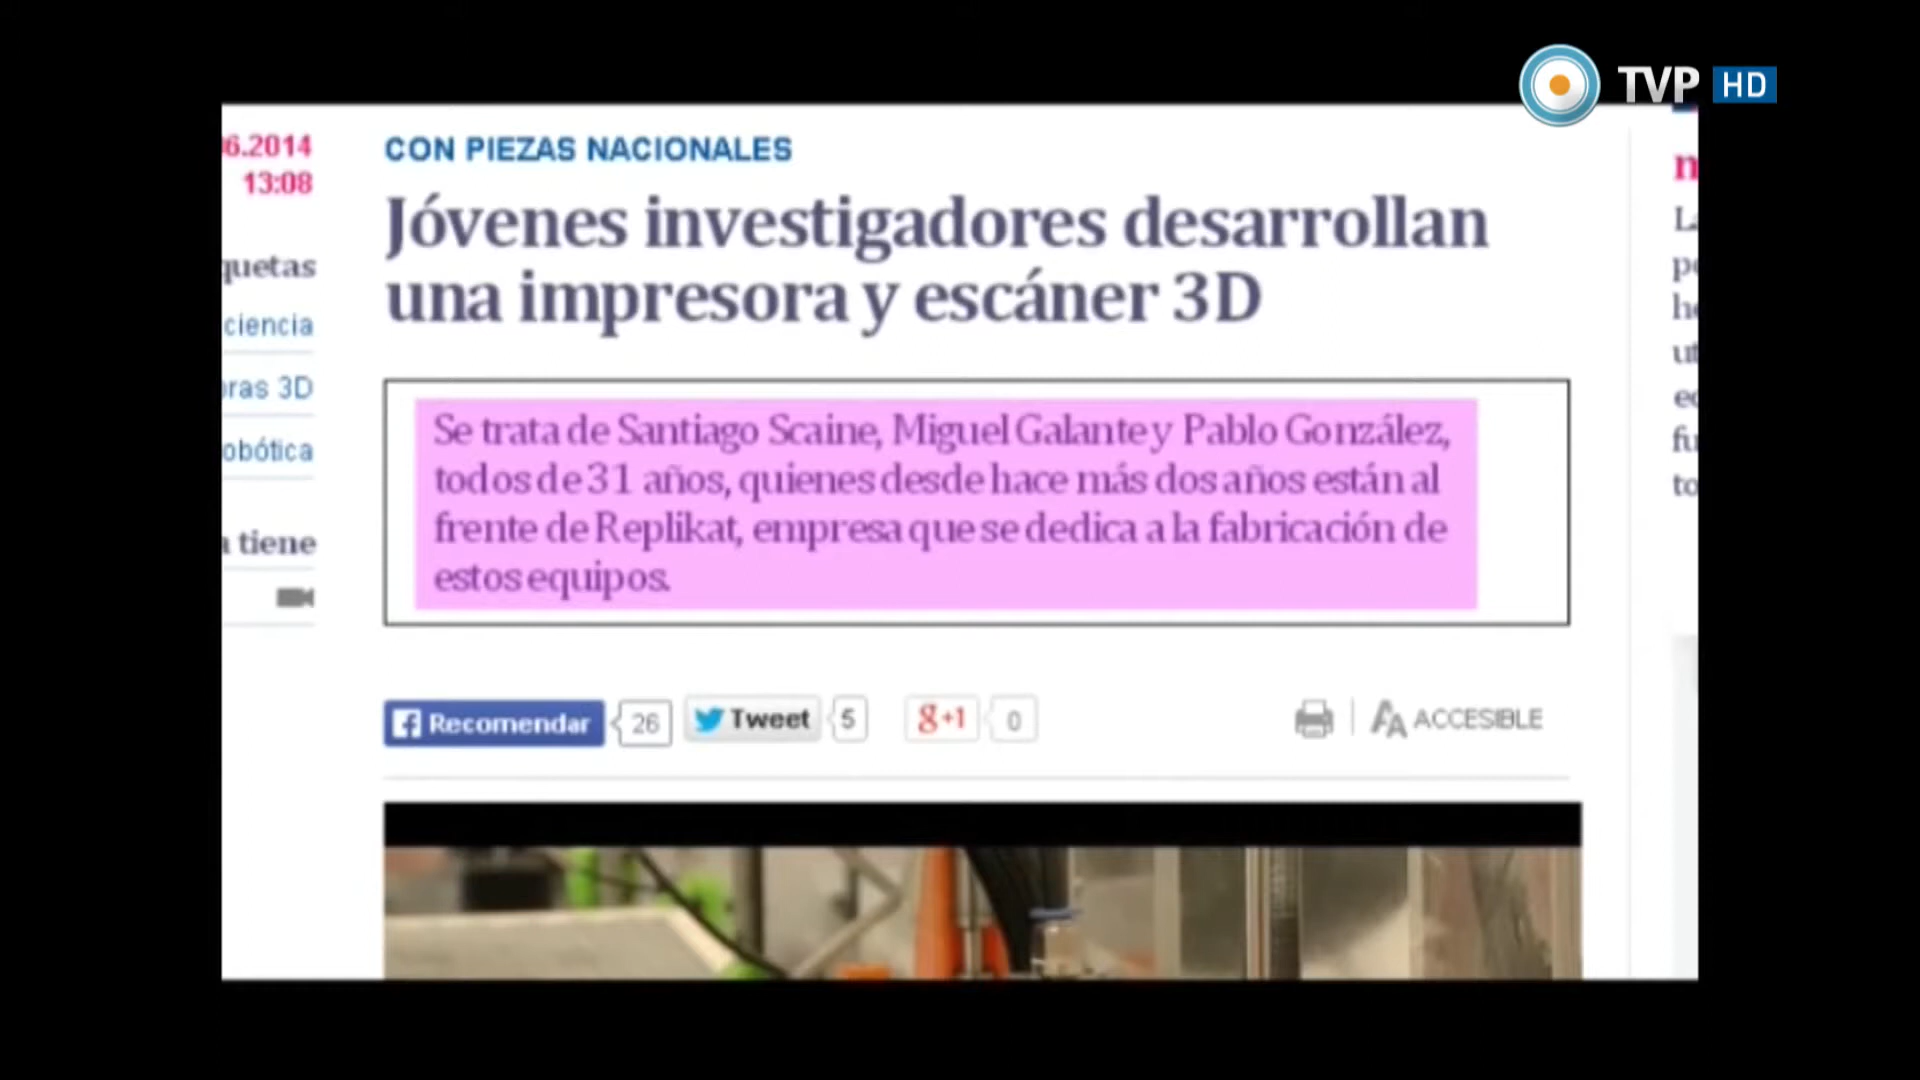 TVP HD
6.2014
13:08
quetas
ciencia
ras 3D
obótica
tiene
CON PIEZAS NACIONALES
Jóvenes investigadores desarrollan
una impresora y escáner 3D
Se trata de Santiago Scaine, Miguel Galante y Pablo González,
todos de 31 años, quienes desde hace más dos años están al
frente de Replikat, empresa que se dedica a la fabricación de
estos equipos.
Recomendar 26 Tweet 5 g+1 0 ACCESIBLE